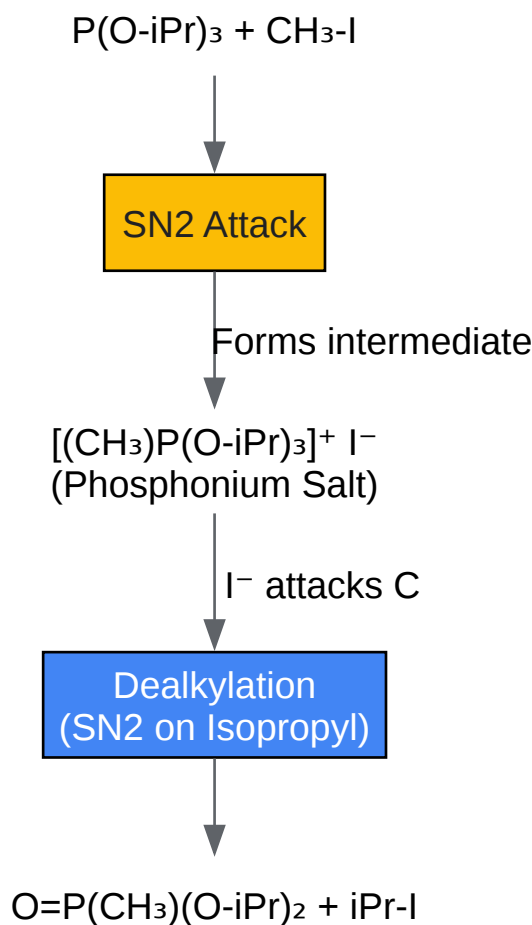 P(O-iPr)₃ + CH₃-I
SN2 Attack
Forms intermediate
[(CH₃)P(O-iPr)₃]⁺ I⁻
(Phosphonium Salt)
I⁻ attacks C
Dealkylation
(SN2 on Isopropyl)
O=P(CH₃)(O-iPr)₂ + iPr-I